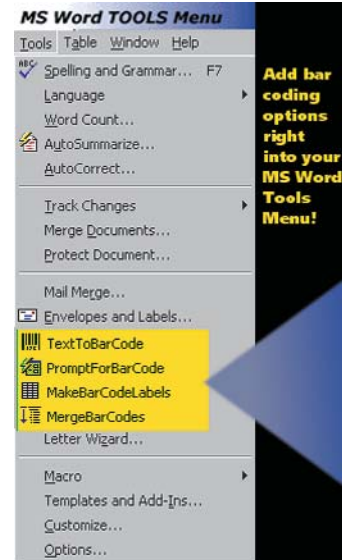 MS Word TOOLS Menu
Tools Table Window Help
ABC Spelling and Grammar... F7
Language
Word Count...
AutoSummarize...
AutoCorrect...
Track Changes
Merge Documents...
Protect Document...
Mail Merge...
Envelopes and Labels...
TextToBarCode
PromptForBarCode
MakeBarCodeLabels
MergeBarCodes
Letter Wizard...
Macro
Templates and Add-Ins...
Customize...
Options...
Add bar
coding
options
right
into your
MS Word
Tools
Menu!